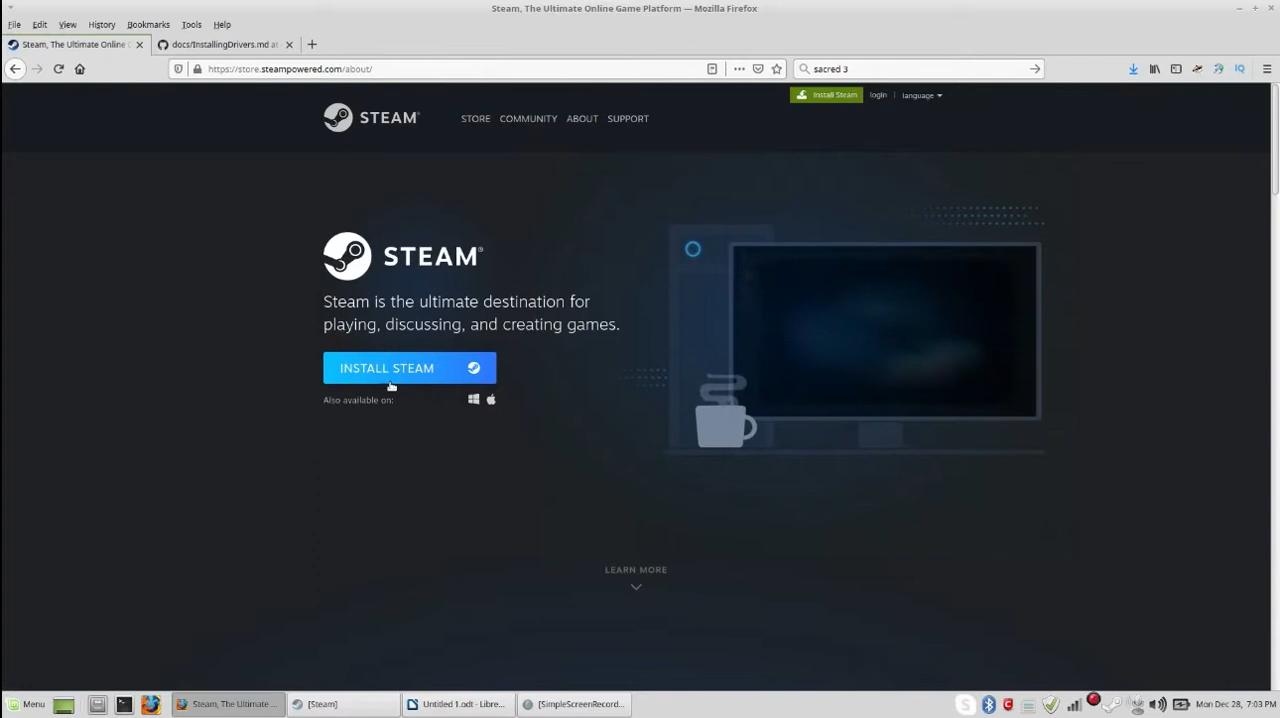 Steam, The Ultimate Online Game Platform — Mozilla Firefox
File Edit View History Bookmarks Tools Help
Steam, The Ultimate Online
docs/InstallingDrivers.md at
https://store.steampowered.com/about/
sacred 3
Install Steam login language
STEAM® STORE COMMUNITY ABOUT SUPPORT
STEAM®
Steam is the ultimate destination for
playing, discussing, and creating games.
INSTALL STEAM
Also available on:
LEARN MORE
Menu Steam, The Ultimate ... [Steam] Untitled 1.odt - Libre... [SimpleScreenRecord... Mon Dec 28, 7:03 PM